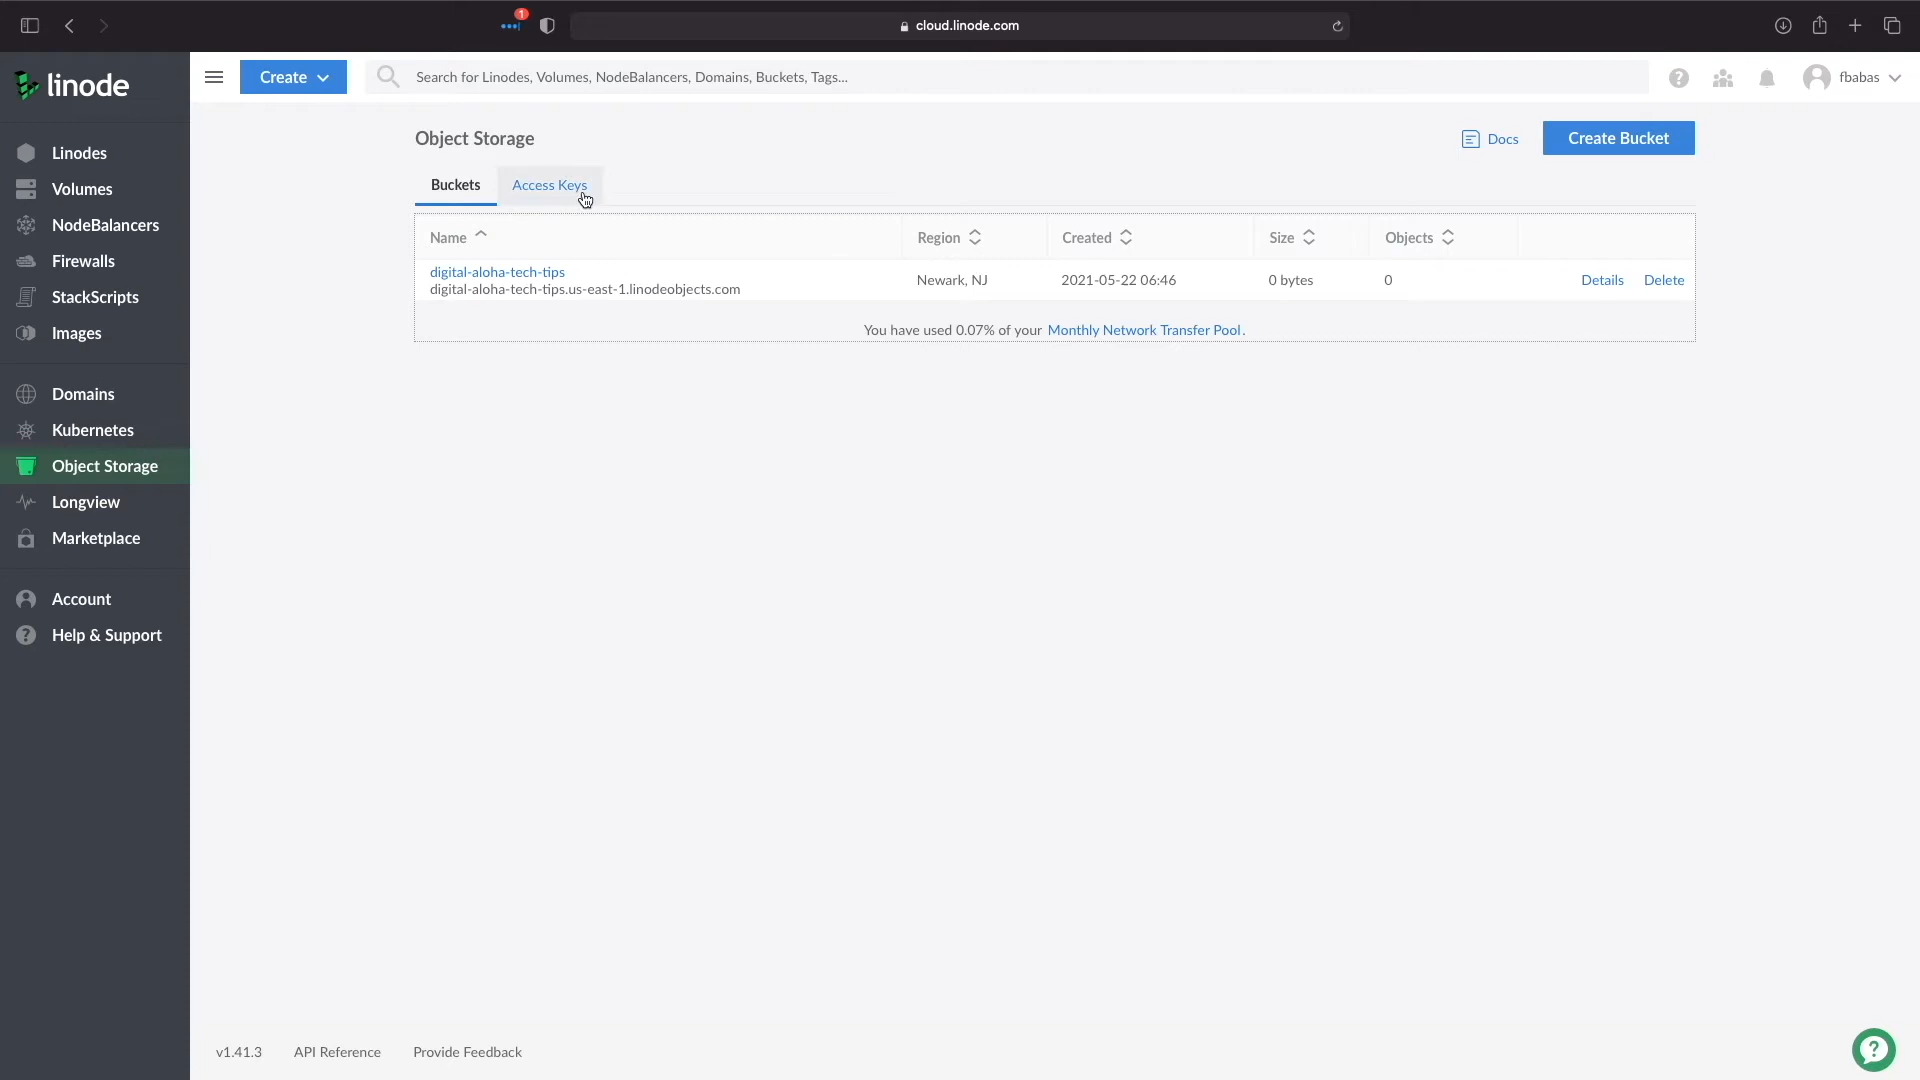 1
cloud.linode.com
linode
Create
Search for Linodes, Volumes, NodeBalancers, Domains, Buckets, Tags...
?
fbabas
Linodes
Volumes
NodeBalancers
Firewalls
StackScripts
Images
Domains
Kubernetes
Object Storage
Longview
Marketplace
Account
? Help & Support
Object Storage
Docs
Create Bucket
Buckets Access Keys
Name Region Created Size Objects
digital-aloha-tech-tips
digital-aloha-tech-tips.us-east-1.linodeobjects.com
Newark, NJ 2021-05-22 06:46 0 bytes 0 Details Delete
You have used 0.07% of your Monthly Network Transfer Pool.
v1.41.3 API Reference Provide Feedback
?